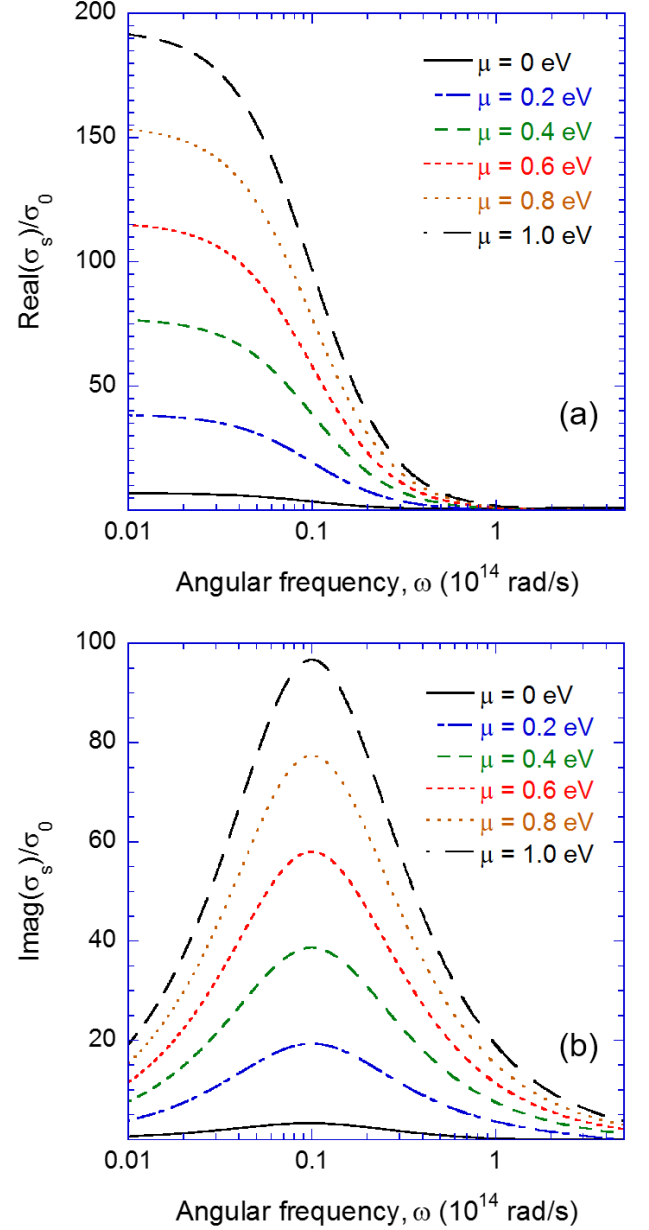 200
150
100
50
0.01
0.1
1
Real(σs)/σ0
μ = 0 eV
μ = 0.2 eV
μ = 0.4 eV
μ = 0.6 eV
μ = 0.8 eV
μ = 1.0 eV
(a)
Angular frequency, ω (10¹⁴ rad/s)
100
80
60
40
20
0.01
0.1
1
Imag(σs)/σ0
μ = 0 eV
μ = 0.2 eV
μ = 0.4 eV
μ = 0.6 eV
μ = 0.8 eV
μ = 1.0 eV
(b)
Angular frequency, ω (10¹⁴ rad/s)